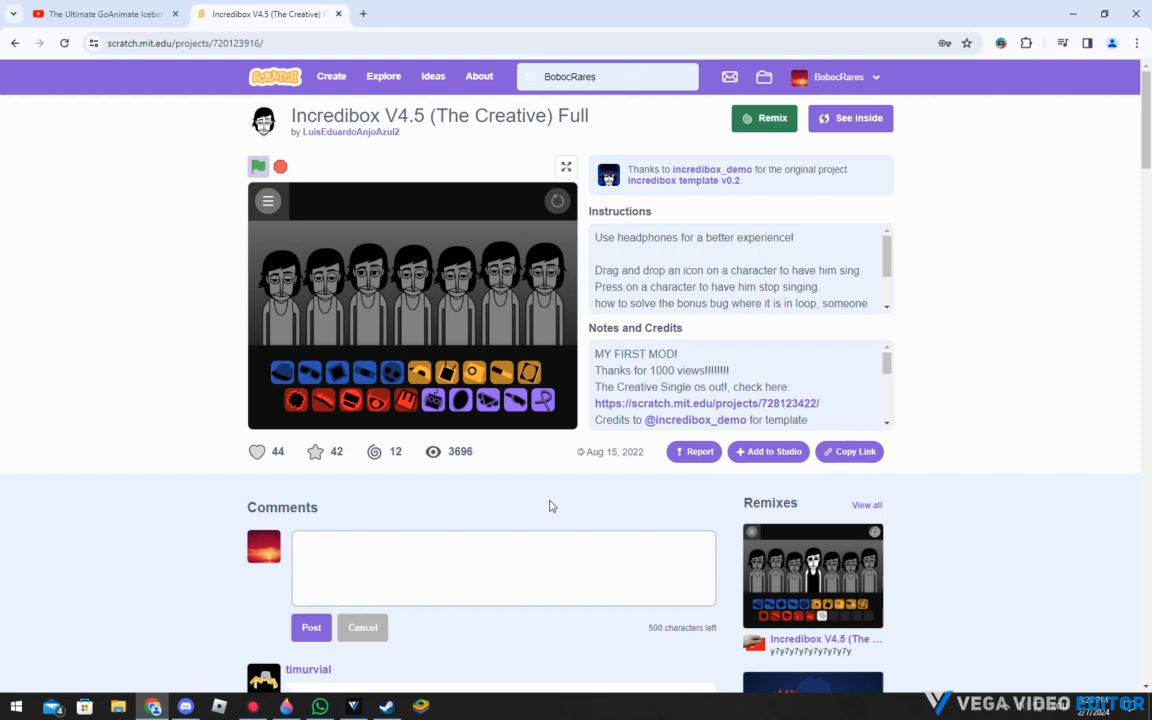 The Ultimate GoAnimate Iceber
Incredibox V4.5 (The Creative) F
scratch.mit.edu/projects/720123916/
SCRATCH Create Explore Ideas About BobocRareș BobocRares
Incredibox V4.5 (The Creative) Full
by LuisEduardoAnjoAzul2
Remix See inside
Thanks to incredibox_demo for the original project
Incredibox template v0.2.
Instructions
Use headphones for a better experience!
Drag and drop an icon on a character to have him sing.
Press on a character to have him stop singing.
how to solve the bonus bug where it is in loop, someone
Notes and Credits
MY FIRST MOD!
Thanks for 1000 views!!!!!!!!
The Creative Single os out!, check here:
https://scratch.mit.edu/projects/728123422/
Credits to @incredibox_demo for template
44 42 12 3696 © Aug 15, 2022 Report Add to Studio Copy Link
Comments
500 characters left
Post Cancel
timurvial
Remixes View all
Incredibox V4.5 (The ...
y7y7y7y7y7y7y7y7y
4
2/7/2024
VEGA VIDEO EDITOR